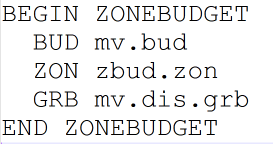 BEGIN ZONEBUDGET
  BUD mv.bud
  ZON zbud.zon
  GRB mv.dis.grb
END ZONEBUDGET